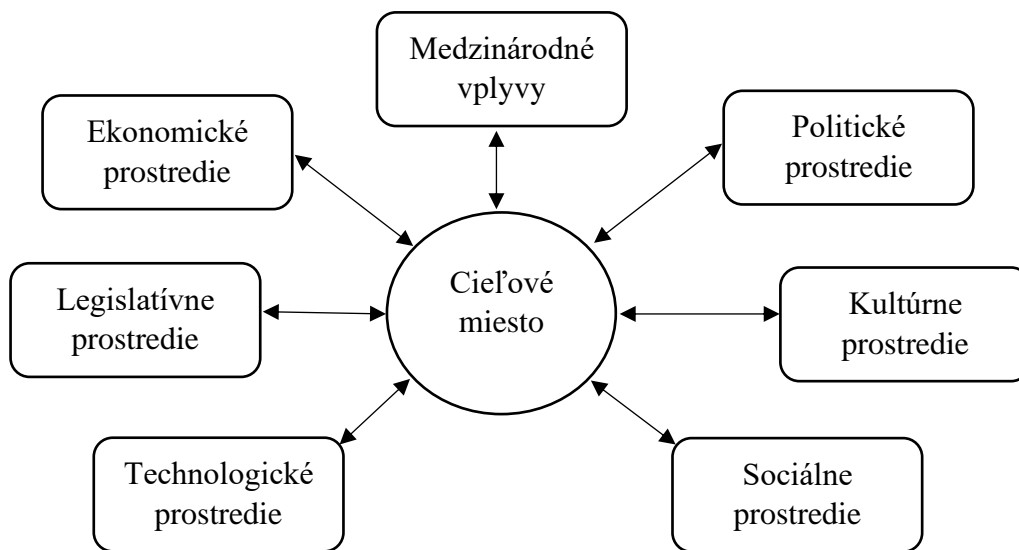 Medzinárodné
vplyvy
Ekonomické
prostredie
Politické
prostredie
Cieľové
miesto
Legislatívne
prostredie
Kultúrne
prostredie
Technologické
prostredie
Sociálne
prostredie